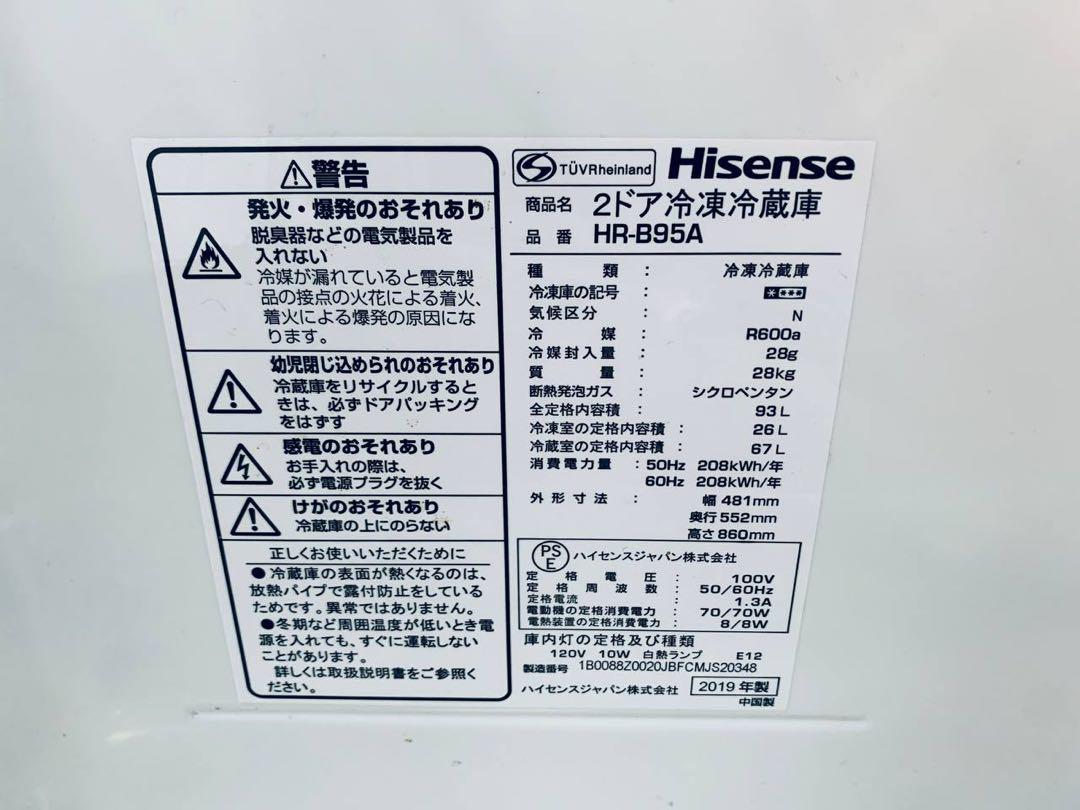 警告
発火・爆発のおそれあり
脱臭器などの電気製品を
入れない
冷媒が漏れていると電気製
品の接点の火花による着火、
着火による爆発の原因にな
ります。
幼児閉じ込められのおそれあり
冷蔵庫をリサイクルすると
きは、必ずドアパッキング
をはずす
感電のおそれあり
お手入れの際は、
必ず電源プラグを抜く
けがのおそれあり
冷蔵庫の上にのらない
正しくお使いいただくために
●冷蔵庫の表面が熱くなるのは、
放熱パイプで露付防止をしている
ためです。異常ではありません。
●冬期など周囲温度が低いとき電
源を入れても、すぐに運転しない
ことがあります。
詳しくは取扱説明書をご参照く
ださい。
TÜVRheinland Hisense
商品名 2ドア冷凍冷蔵庫
品番 HR-B95A
種類 : 冷凍冷蔵庫
冷凍庫の記号 : ****
気候区分 : N
冷媒 : R600a
冷媒封入量 : 28g
質量 : 28kg
断熱発泡ガス : シクロペンタン
全定格内容積 : 93L
冷凍室の定格内容積 : 26L
冷蔵室の定格内容積 : 67L
消費電力量 : 50Hz 208kWh/年
60Hz 208kWh/年
外形寸法 : 幅 481mm
奥行 552mm
高さ 860mm
PSE ハイセンスジャパン株式会社
定格電圧 : 100V
定格周波数 : 50/60Hz
定格電流 : 1.3A
電動機の定格消費電力 : 70/70W
電熱装置の定格消費電力 : 8/8W
庫内灯の定格及び種類
120V 10W 白熱ランプ E12
製造番号 1B0088Z0020JBFCMJS20348
ハイセンスジャパン株式会社 2019年製
中国製